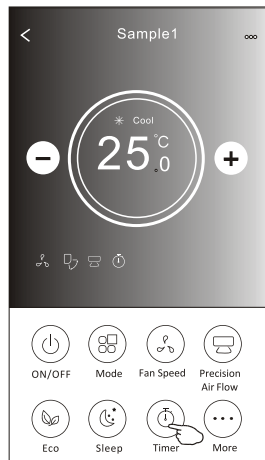 Sample1
Cool
25.0°C
ON/OFF
Mode
Fan Speed
Precision
Air Flow
Eco
Sleep
Timer
More